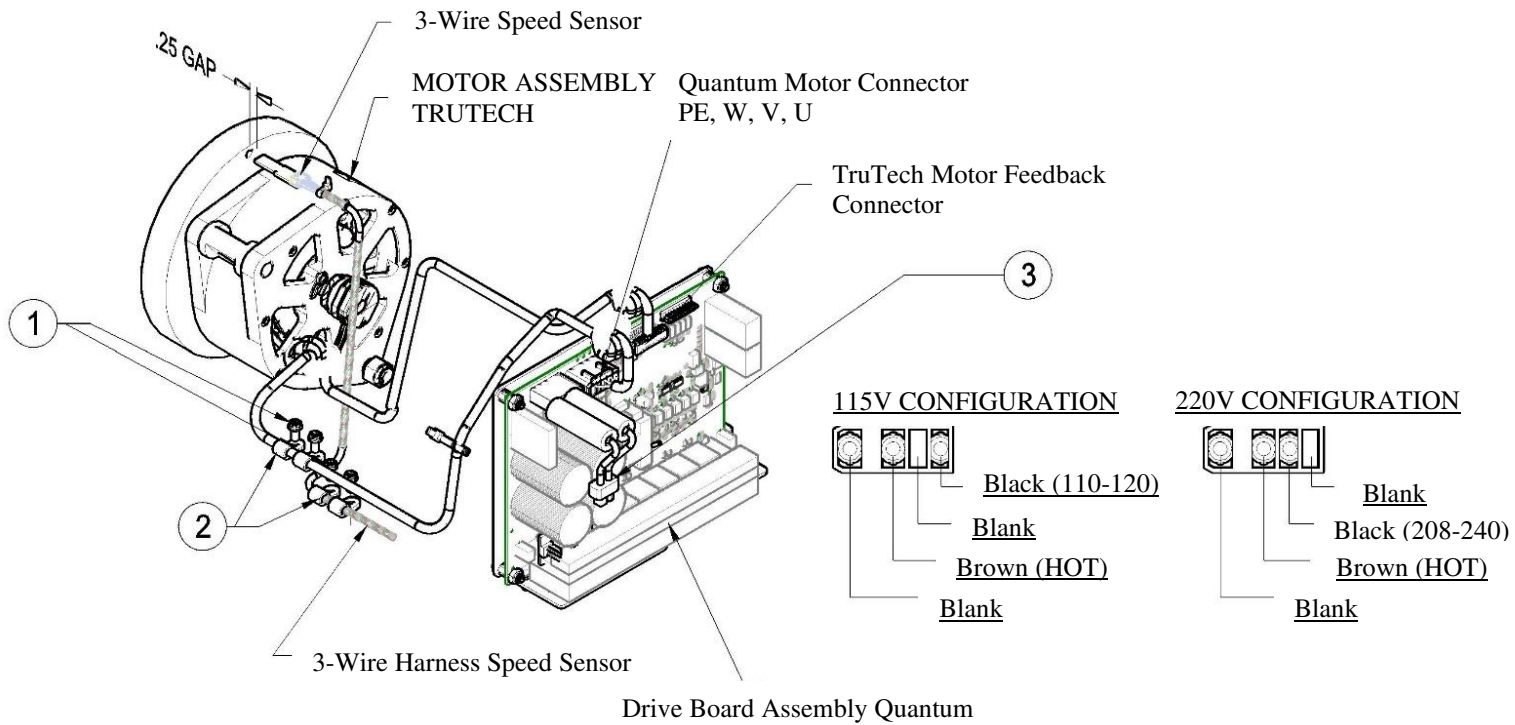 3-Wire Speed Sensor
.25 GAP
MOTOR ASSEMBLY
TRUTECH
Quantum Motor Connector
PE, W, V, U
TruTech Motor Feedback
Connector
3
1
115V CONFIGURATION
220V CONFIGURATION
Black (110-120)
Blank
Brown (HOT)
Blank
Blank
Black (208-240)
Brown (HOT)
Blank
2
3-Wire Harness Speed Sensor
Drive Board Assembly Quantum